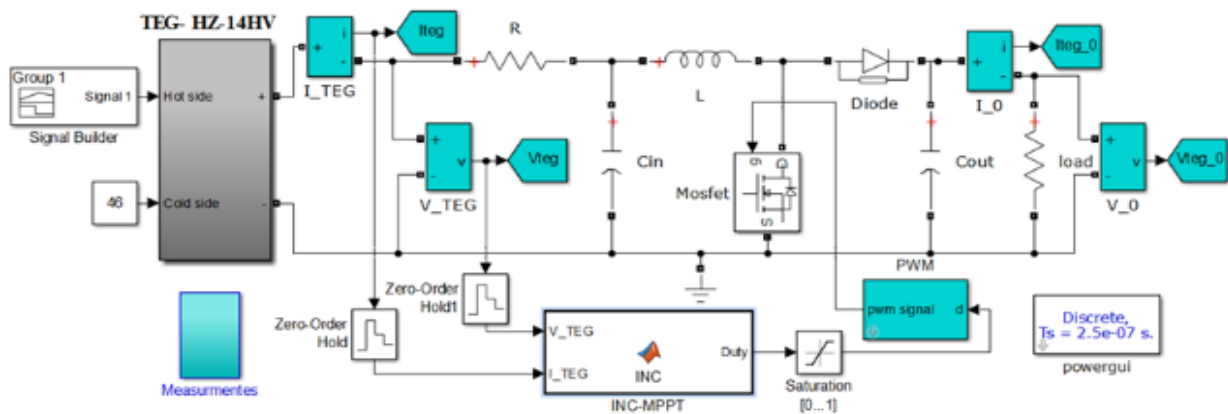 TEG- HZ-14HV
Group 1
Signal 1
Signal Builder
46
Hot side
Cold side
+
-
+
-
i
I_TEG
Iteg
R
+
+
-
v
V_TEG
Vteg
+
Cin
+
L
g
D
S
Mosfet
Diode
+
Cout
+
-
i
I_0
Iteg_0
+
load
+
-
v
V_0
Vteg_0
Measurmentes
Zero-Order
Hold
Zero-Order
Hold1
V_TEG
I_TEG
INC
Duty
INC-MPPT
Saturation
[0...1]
PWM
pwm signal
d
Discrete,
Ts = 2.5e-07 s.
powergui